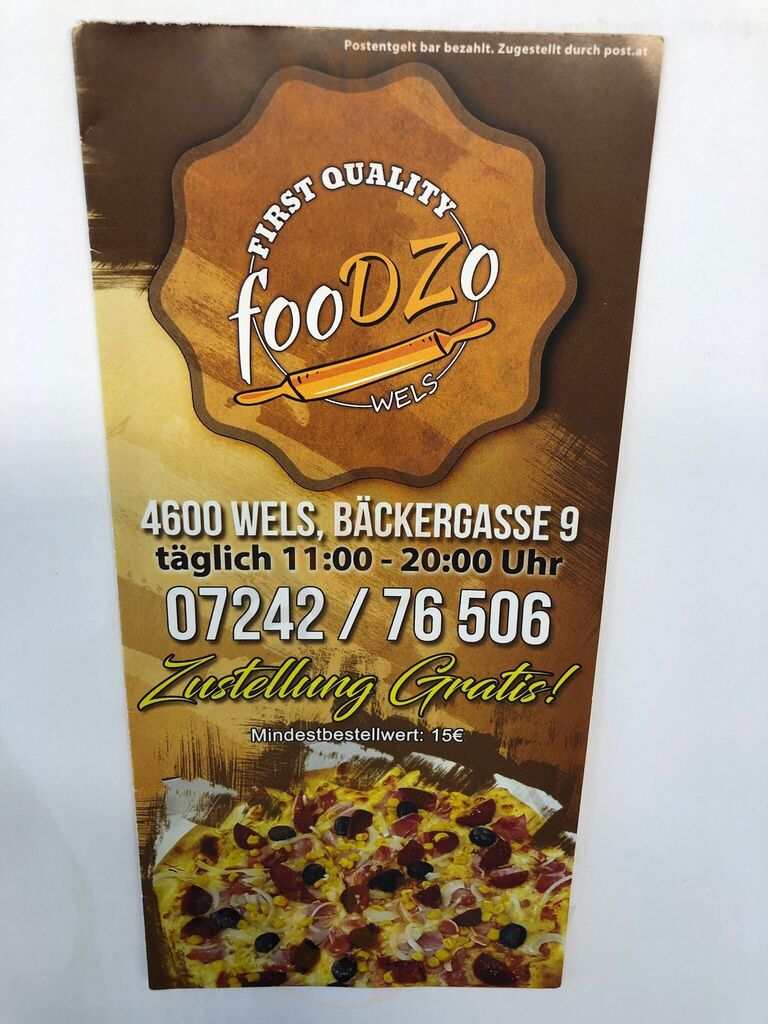 Postentgelt bar bezahlt. Zugestellt durch post.at
FIRST QUALITY
fooDZo
WELS
4600 WELS, BÄCKERGASSE 9
täglich 11:00 - 20:00 Uhr
07242 / 76 506
Zustellung Gratis!
Mindestbestellwert: 15€